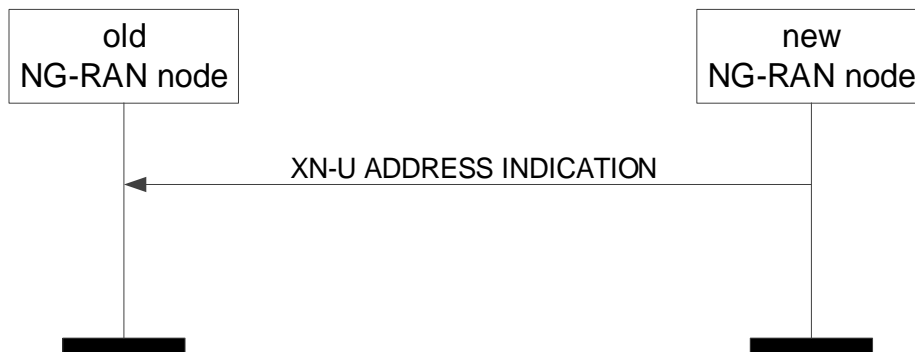 old
NG-RAN node
new
NG-RAN node
XN-U ADDRESS INDICATION